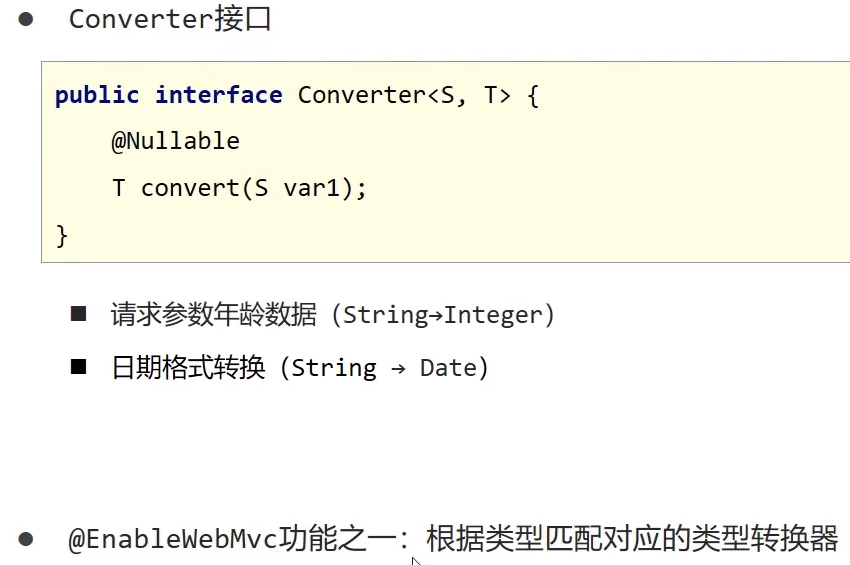 ● Converter接口
public interface Converter<S, T> {
    @Nullable
    T convert(S var1);
}
■ 请求参数年龄数据（String→Integer）
■ 日期格式转换（String → Date）
● @EnableWebMvc功能之一：根据类型匹配对应的类型转换器